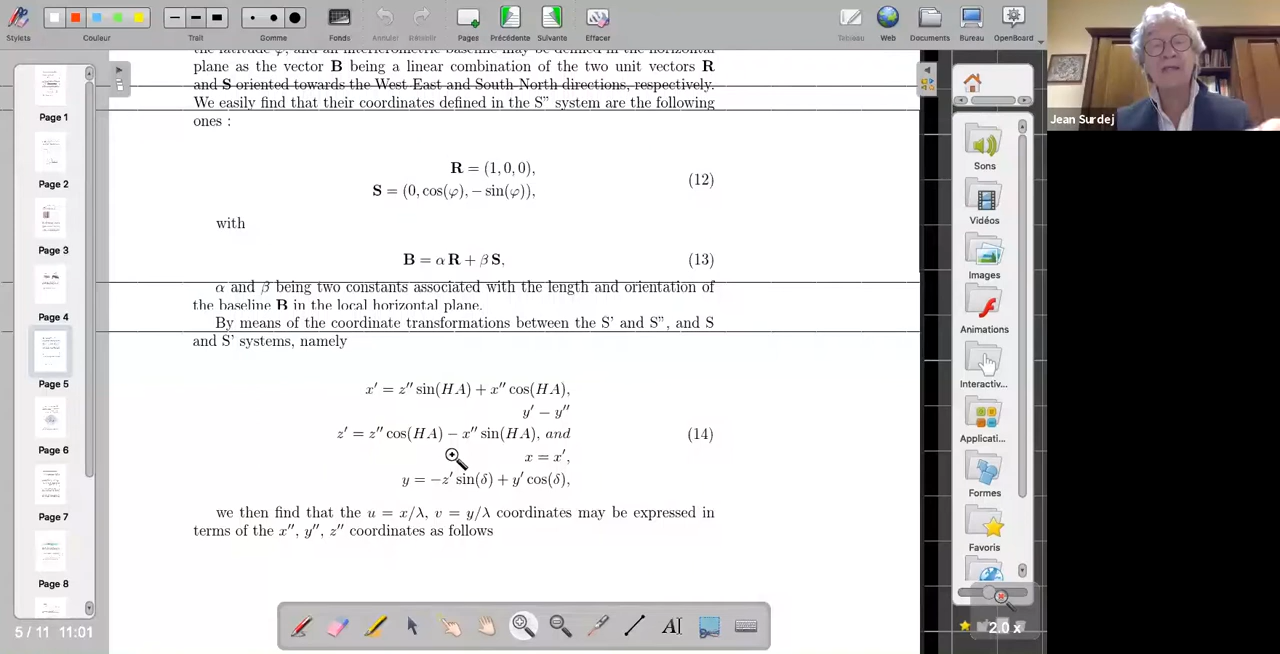 Stylets
Couleur
Trait
Gomme
Fonds
Annuler
Rétablir
Pages
Précédente
Suivante
Effacer
Tableau
Web
Documents
Bureau
OpenBoard
may be defined in the horizontal
plane as the vector B being a linear combination of the two unit vectors R
and S oriented towards the West-East and South-North directions, respectively.
We easily find that their coordinates defined in the S” system are the following
ones :
R = (1, 0, 0),
S = (0, cos(φ), − sin(φ)),
(12)
with
B = α R + β S,
(13)
α and β being two constants associated with the length and orientation of
the baseline B in the local horizontal plane.
By means of the coordinate transformations between the S’ and S”, and S
and S’ systems, namely
x′ = z″ sin(HA) + x″ cos(HA),
y′ − y″
z′ = z″ cos(HA) − x″ sin(HA), and
(14)
x = x′,
y = −z′ sin(δ) + y′ cos(δ),
we then find that the u = x/λ, v = y/λ coordinates may be expressed in
terms of the x″, y″, z″ coordinates as follows
Page 1
Page 2
Page 3
Page 4
Page 5
Page 6
Page 7
Page 8
5 / 11 11:01
Sons
Vidéos
Images
Animations
Interactiv...
Applicati...
Formes
Favoris
2.0 x
Jean Surdej